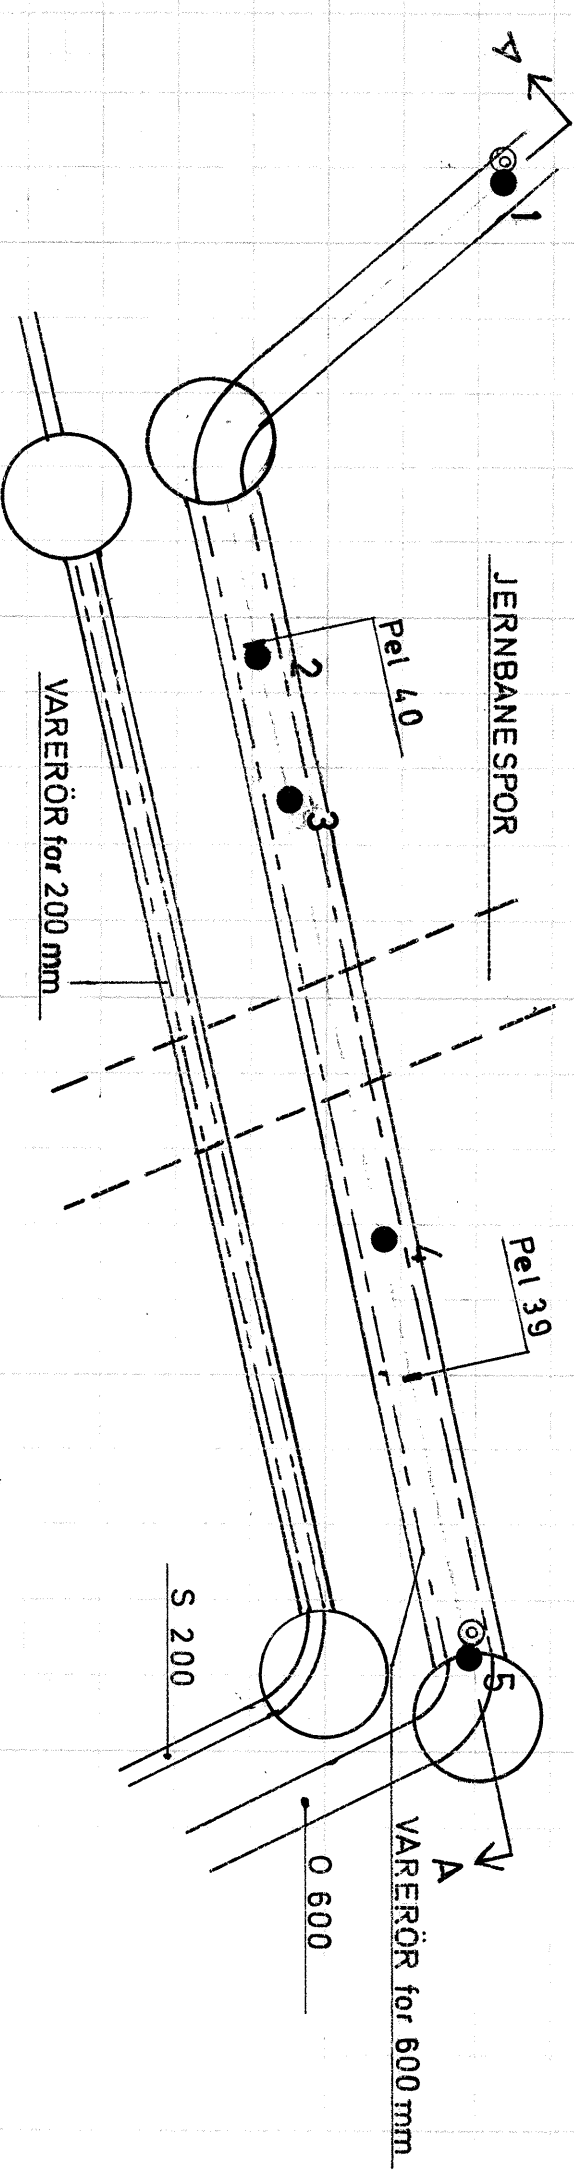 A
1
JERNBANESPOR
Pel 40
2
3
VARERÖR for 200 mm
4
Pel 39
5
S 200
O 600
A
VARERÖR for 600 mm